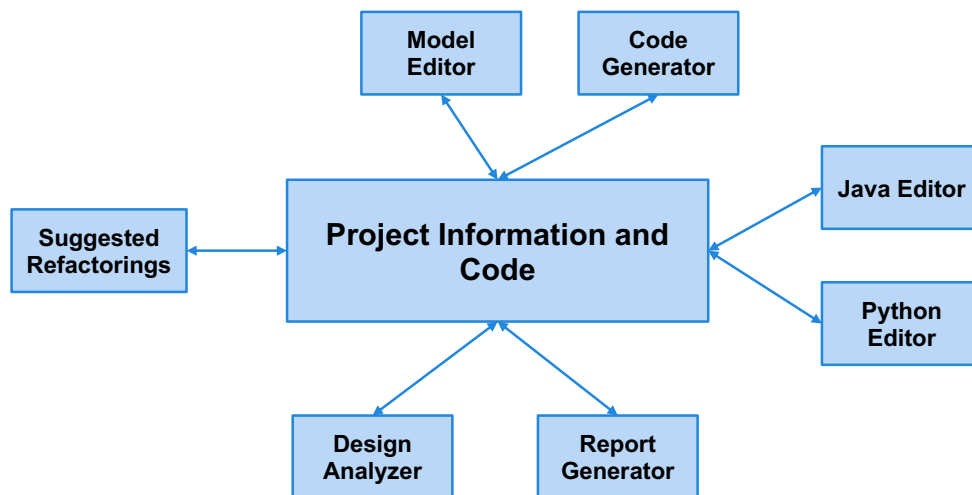 Model
Editor
Code
Generator
Java Editor
Project Information and
Code
Suggested
Refactorings
Python
Editor
Design
Analyzer
Report
Generator